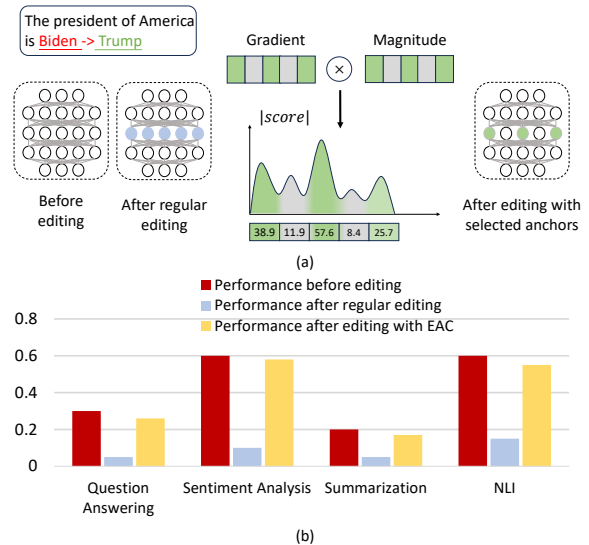 The president of America
is Biden -> Trump
Gradient
Magnitude
×
|score|
Before
editing
After regular
editing
After editing with
selected anchors
38.9 11.9 57.6 8.4 25.7
(a)
Performance before editing
Performance after regular editing
Performance after editing with EAC
0.8
0.6
0.4
0.2
0
Question
Answering
Sentiment Analysis
Summarization
NLI
(b)